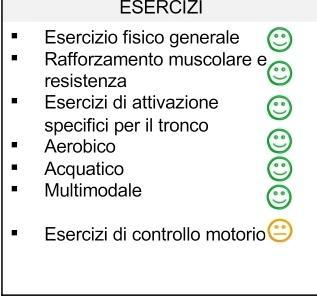 ESERCIZI
▪ Esercizio fisico generale
▪ Rafforzamento muscolare e
resistenza
▪ Esercizi di attivazione
specifici per il tronco
▪ Aerobico
▪ Acquatico
▪ Multimodale
▪ Esercizi di controllo motorio